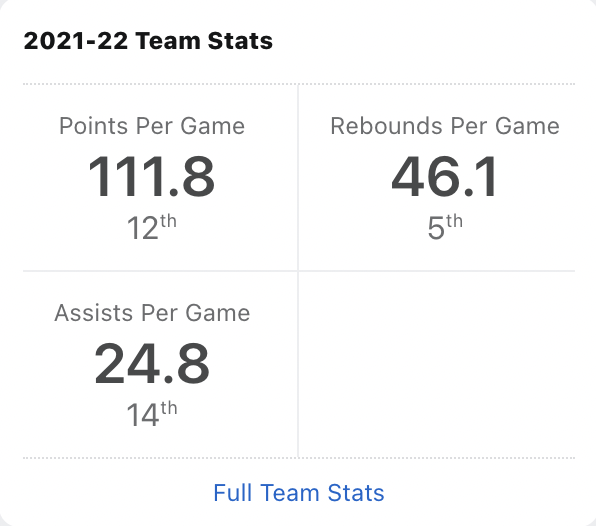 2021-22 Team Stats
Points Per Game
111.8
12th
Rebounds Per Game
46.1
5th
Assists Per Game
24.8
14th
Full Team Stats